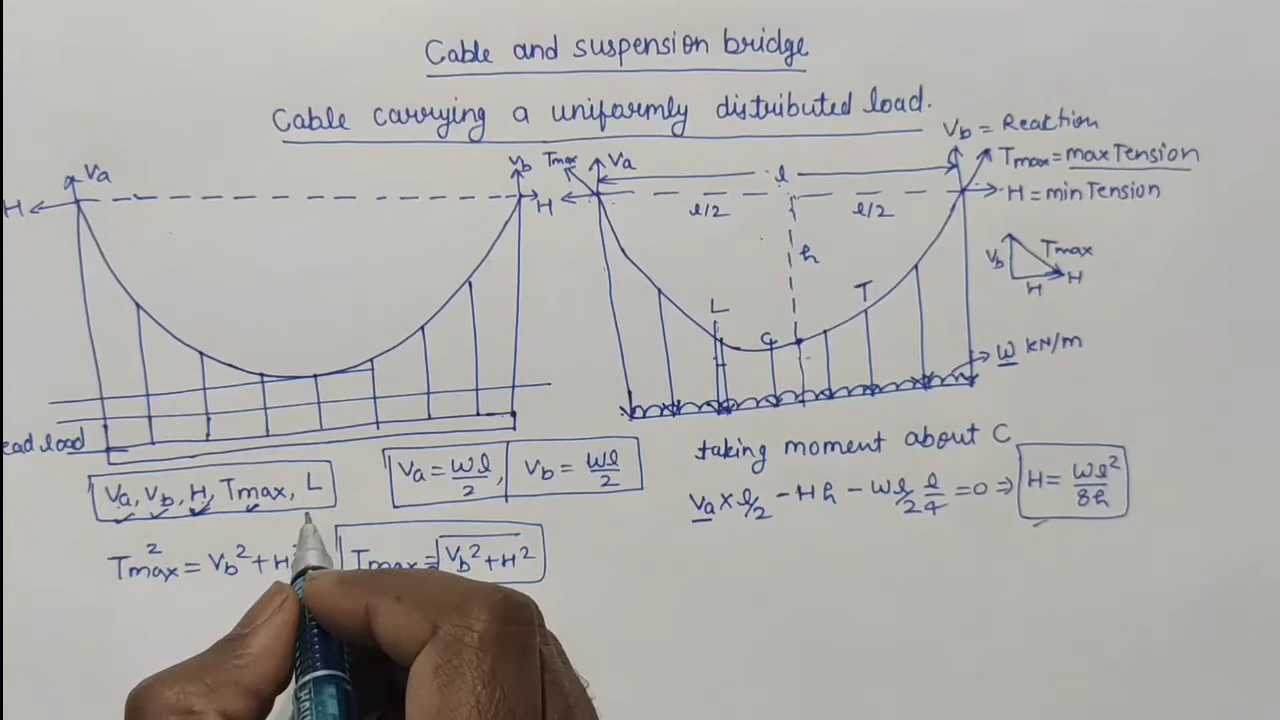 Cable and suspension bridge
Cable carrying a uniformly distributed load.
Va
Vb
H
H
Tmax
Va
l
l/2
l/2
h
L
C
T
Vb = Reaction
Tmax = max Tension
H = min Tension
Vb
Tmax
H
H
w kN/m
ead load
Va, Vb, H, Tmax, L
Va = wl/2, Vb = wl/2
Tmax² = Vb² + H
Tmax = √Vb² + H²
taking moment about C
Va × l/2 - Hh - wl/2 l/4 = 0 ⇒ H = wl²/8h